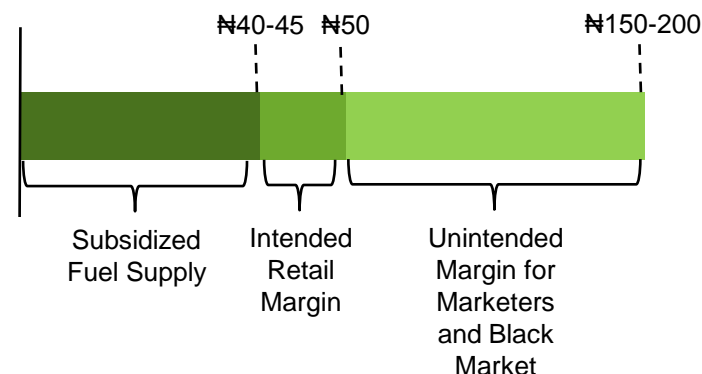 ₦40-45 ₦50 ₦150-200
Subsidized
Fuel Supply
Intended
Retail
Margin
Unintended
Margin for
Marketers
and Black
Market